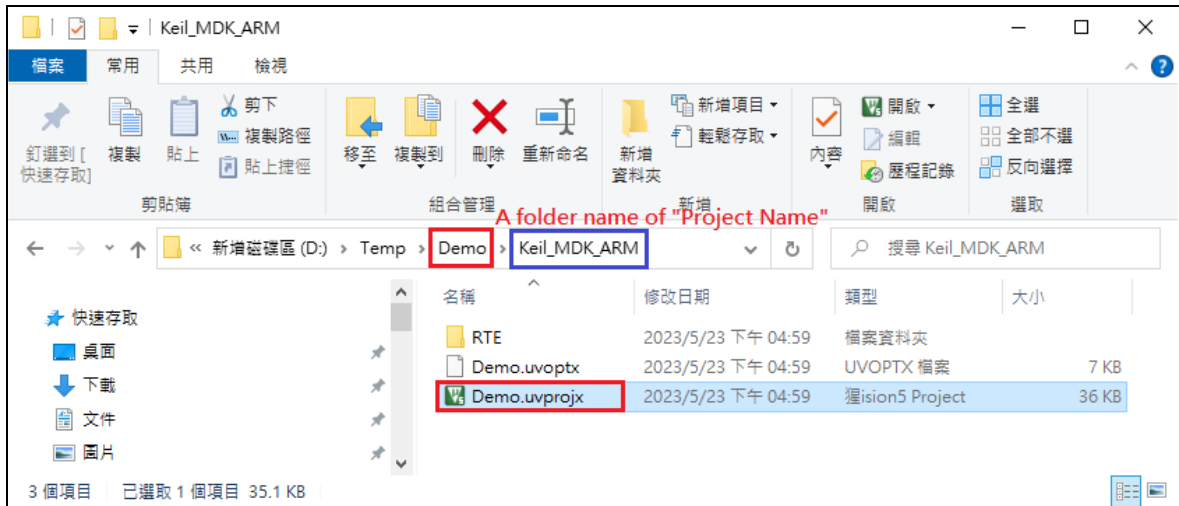 Keil_MDK_ARM
檔案 常用 共用 檢視
釘選到 [
快速存取]
複製
貼上
剪下
複製路徑
貼上捷徑
剪貼簿
移至
複製到
刪除
重新命名
組合管理
新增
資料夾
新增項目
輕鬆存取
新增
內容
開啟
編輯
歷程記錄
開啟
全選
全部不選
反向選擇
選取
A folder name of "Project Name"
« 新增磁碟區 (D:) › Temp › Demo › Keil_MDK_ARM
搜尋 Keil_MDK_ARM
快速存取
桌面
下載
文件
圖片
名稱 修改日期 類型 大小
RTE 2023/5/23 下午 04:59 檔案資料夾
Demo.uvoptx 2023/5/23 下午 04:59 UVOPTX 檔案 7 KB
Demo.uvprojx 2023/5/23 下午 04:59 猩ision5 Project 36 KB
3 個項目 已選取 1 個項目 35.1 KB